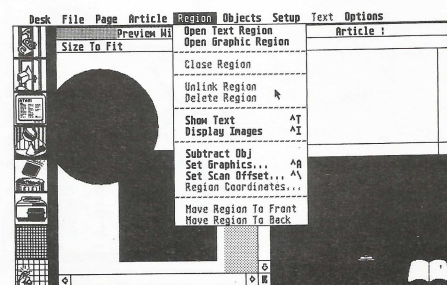 Desk File Page Article Region Objects Setup Text Options
Preview Wi
Article :
Size To Fit
Open Text Region
Open Graphic Region
Close Region
Unlink Region
Delete Region
Show Text ^T
Display Images ^I
Subtract Obj
Set Graphics... ^A
Set Scan Offset... ^\
Region Coordinates...
Move Region To Front
Move Region To Back